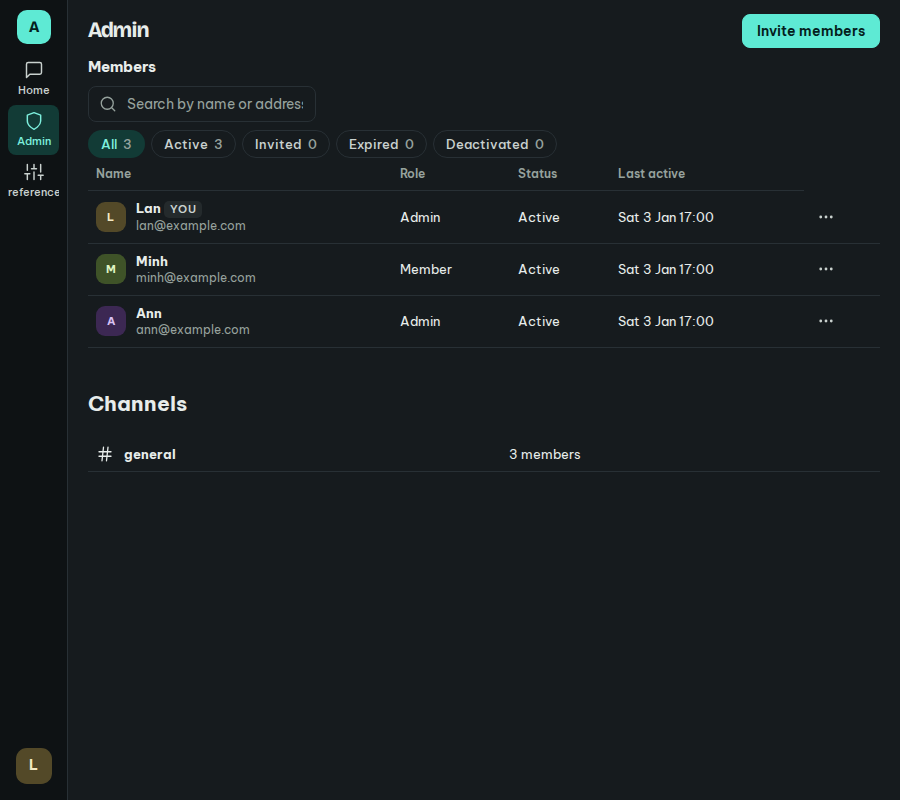 A
Admin
Invite members
Home
Members
Search by name or address
Admin
All 3 Active 3 Invited 0 Expired 0 Deactivated 0
Name Role Status Last active
reference
Lan YOU
lan@example.com
L Admin Active Sat 3 Jan 17:00
Minh
minh@example.com
M Member Active Sat 3 Jan 17:00
Ann
ann@example.com
A Admin Active Sat 3 Jan 17:00
Channels
general 3 members
L